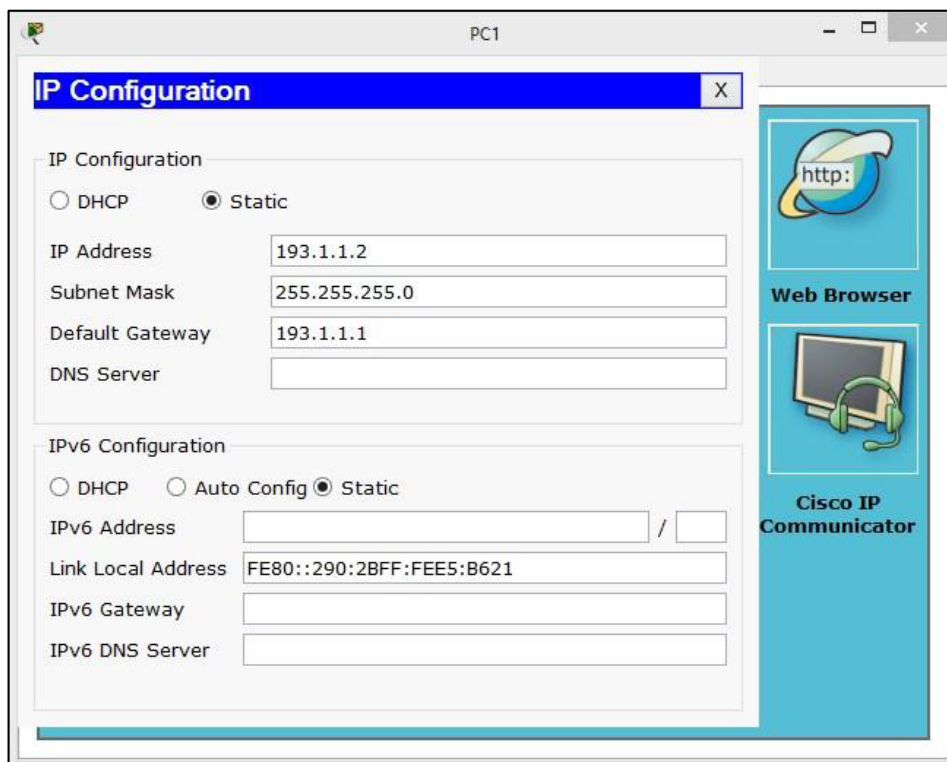 PC1
IP Configuration
X
IP Configuration
DHCP
Static
IP Address
193.1.1.2
Subnet Mask
255.255.255.0
Default Gateway
193.1.1.1
DNS Server
IPv6 Configuration
DHCP
Auto Config
Static
IPv6 Address
/
Link Local Address
FE80::290:2BFF:FEE5:B621
IPv6 Gateway
IPv6 DNS Server
http:
Web Browser
Cisco IP
Communicator